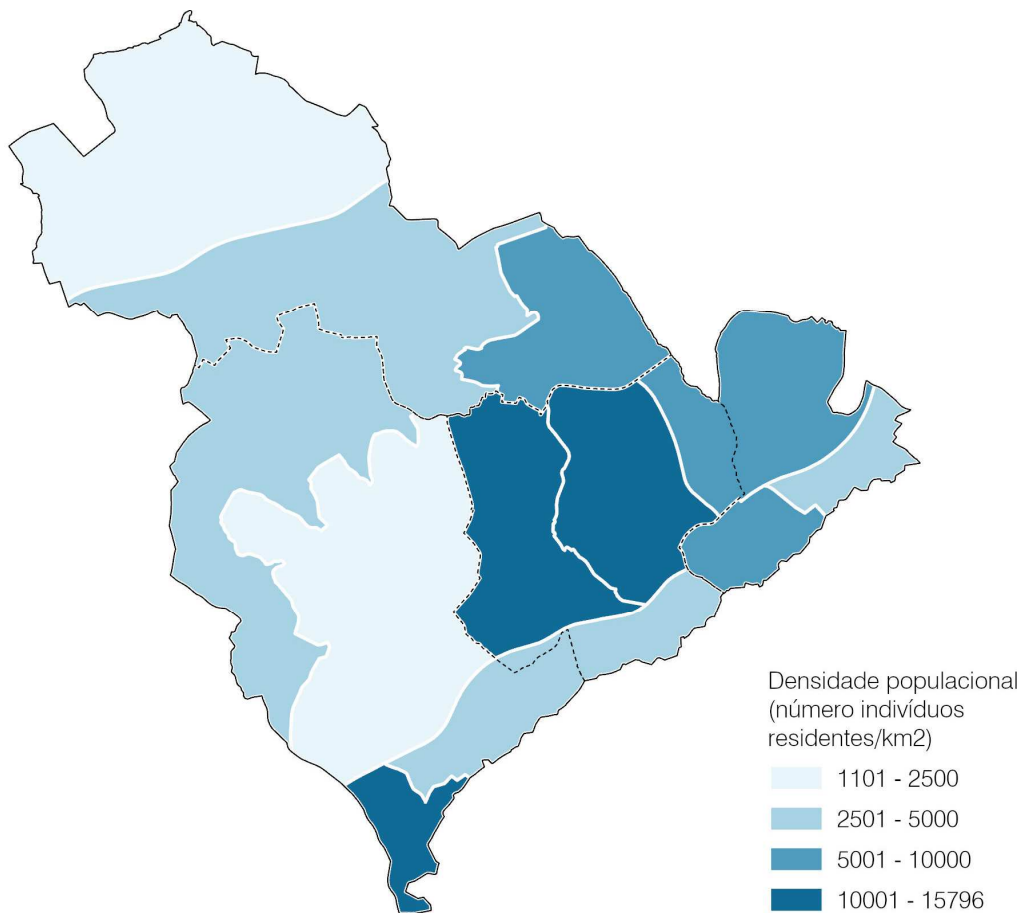 Densidade populacional
(número indivíduos
residentes/km2)
1101 - 2500
2501 - 5000
5001 - 10000
10001 - 15796